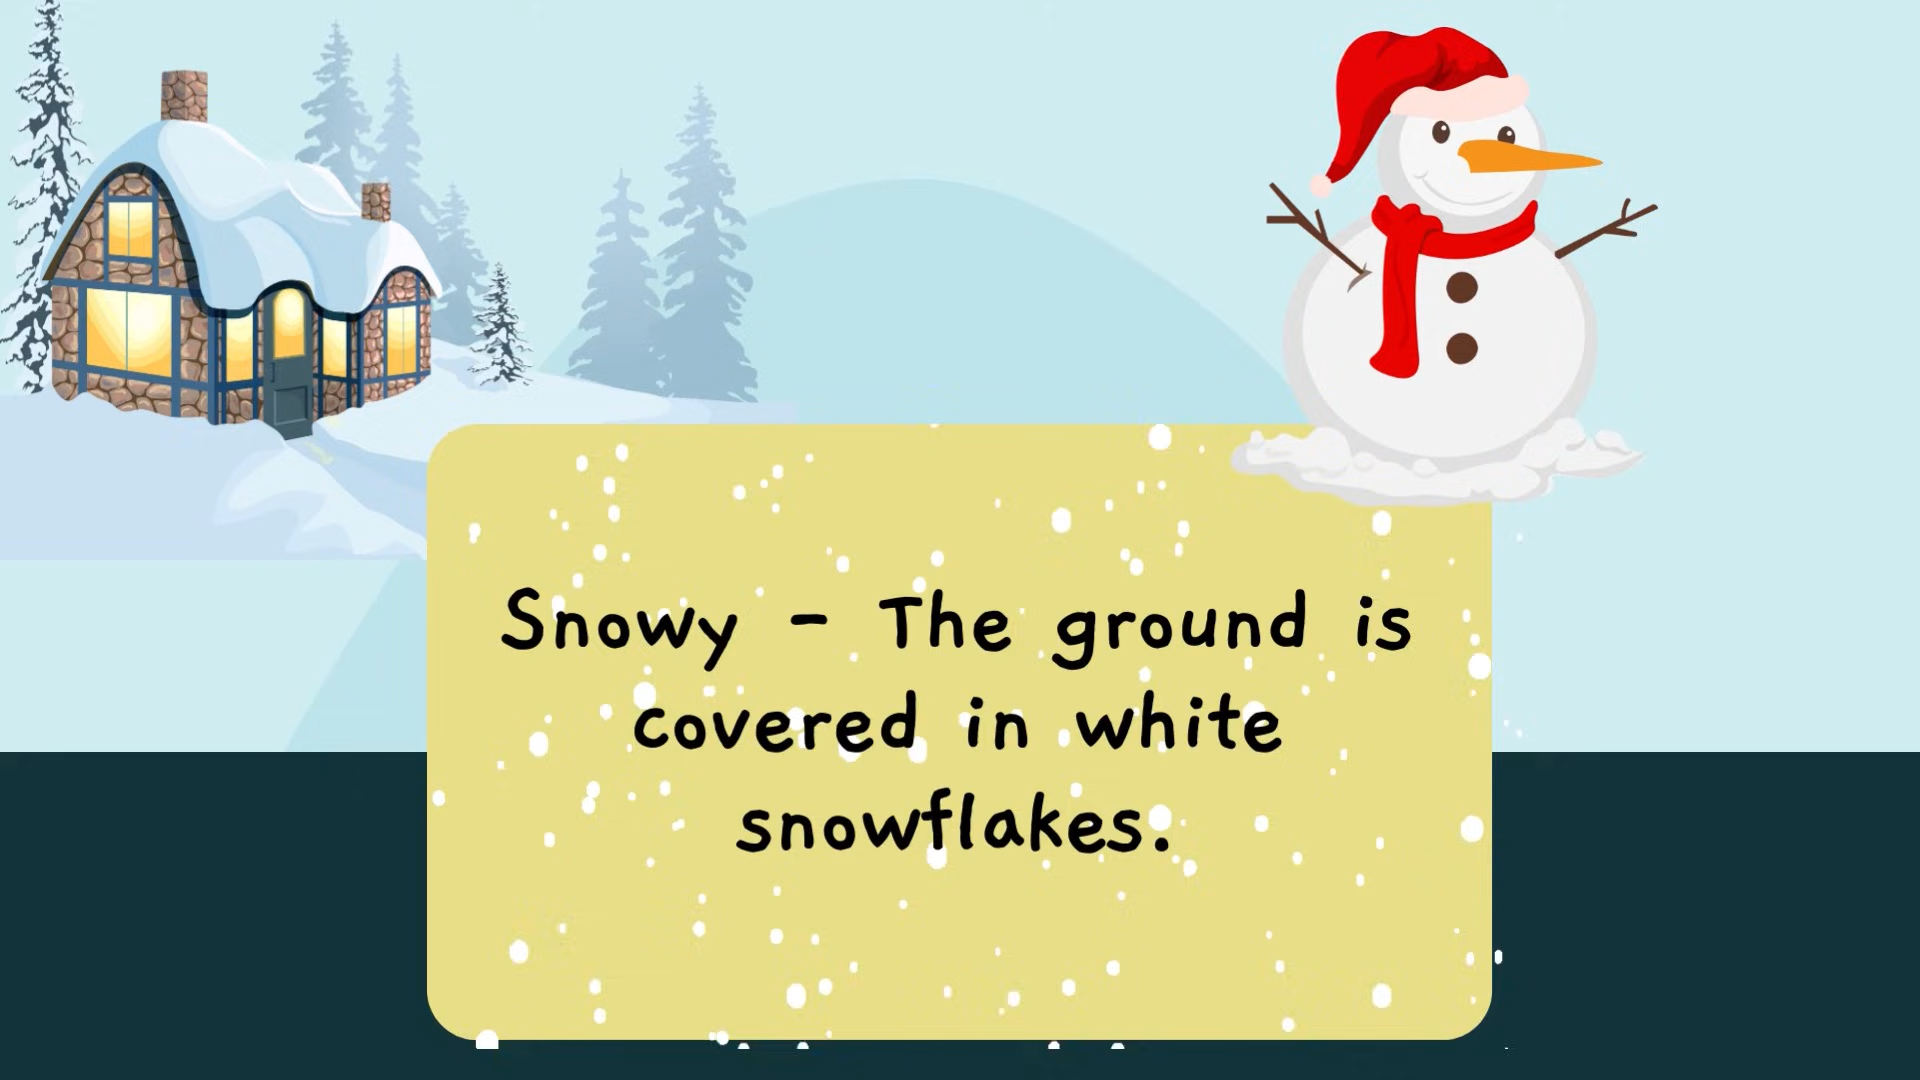 Snowy - The ground is
covered in white
snowflakes.